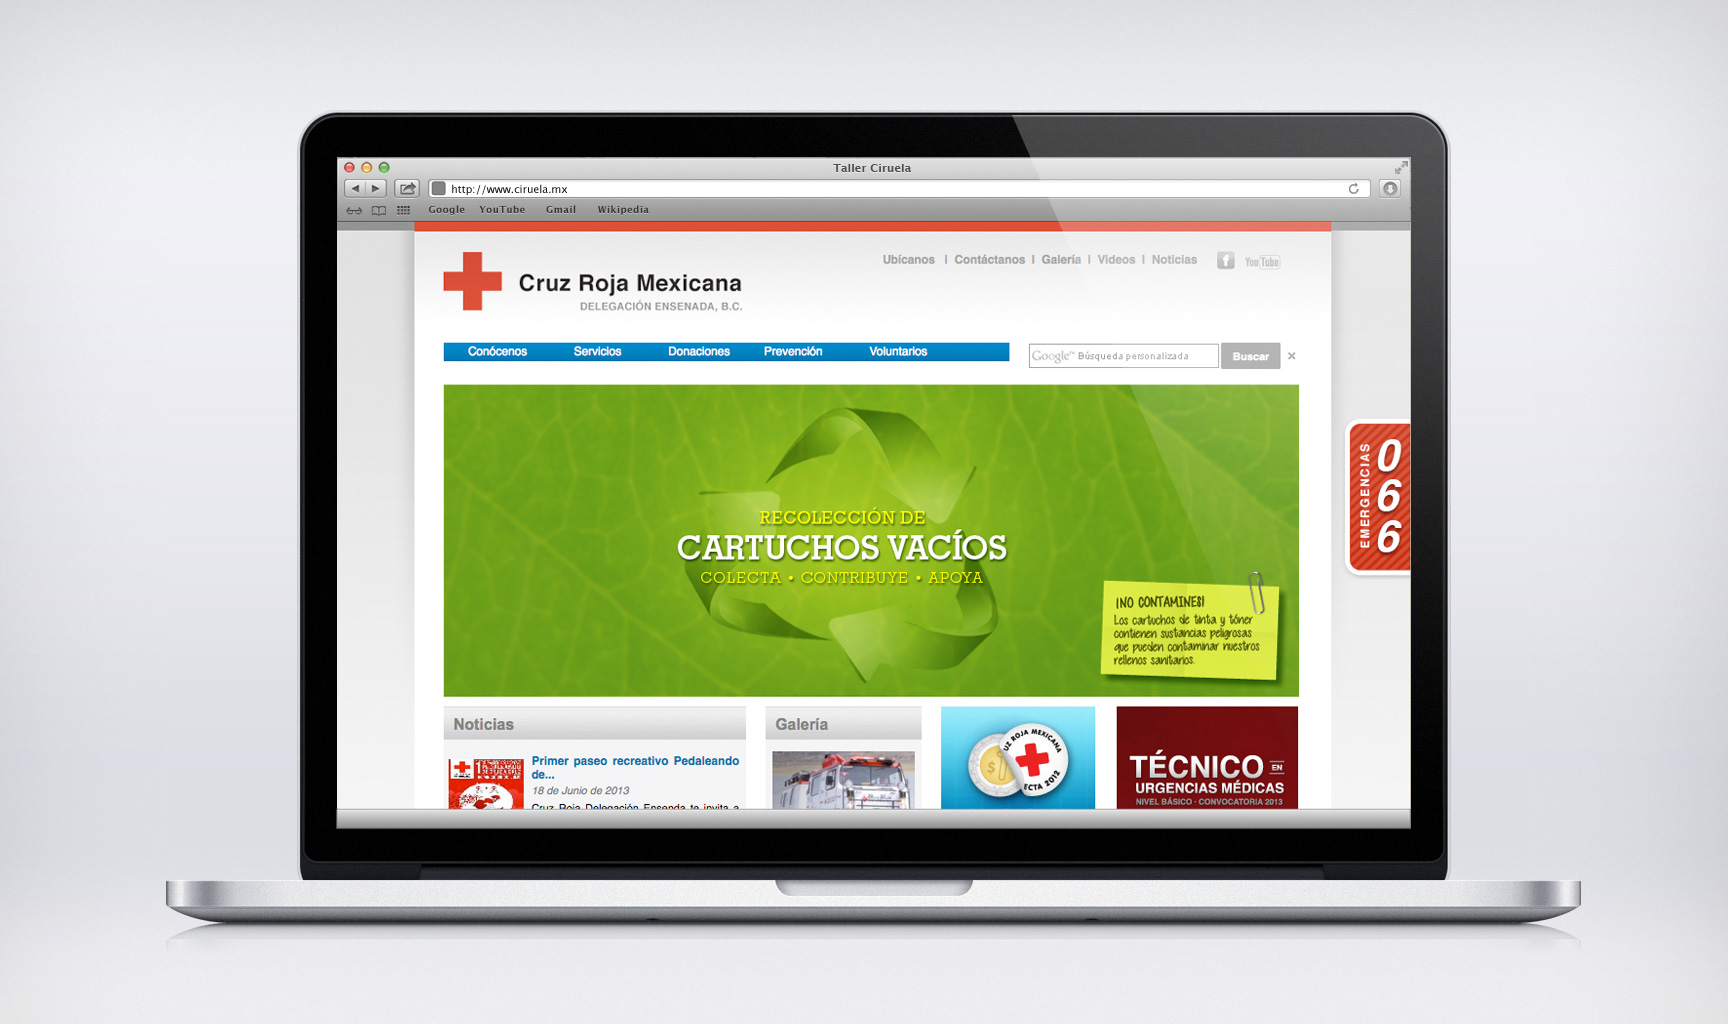 Taller Ciruela
http://www.ciruela.mx
Google YouTube Gmail Wikipedia
Ubícanos | Contáctanos | Galería | Videos | Noticias f YouTube
Cruz Roja Mexicana
DELEGACIÓN ENSENADA, B.C.
Conócenos Servicios Donaciones Prevención Voluntarios
Google™ Búsqueda personalizada Buscar ×
EMERGENCIAS 066
RECOLECCIÓN DE
CARTUCHOS VACÍOS
COLECTA • CONTRIBUYE • APOYA
¡NO CONTAMINES!
Los cartuchos de tinta y tóner
contienen sustancias peligrosas
que pueden contaminar nuestros
rellenos sanitarios.
Noticias
Primer paseo recreativo Pedaleando
de...
18 de Junio de 2013
Cruz Roja Delegación Ensenda te invita a
Galería
UZ ROJA MEXICANA
ECTA 2012
TÉCNICO EN
URGENCIAS MÉDICAS
NIVEL BÁSICO - CONVOCATORIA 2013